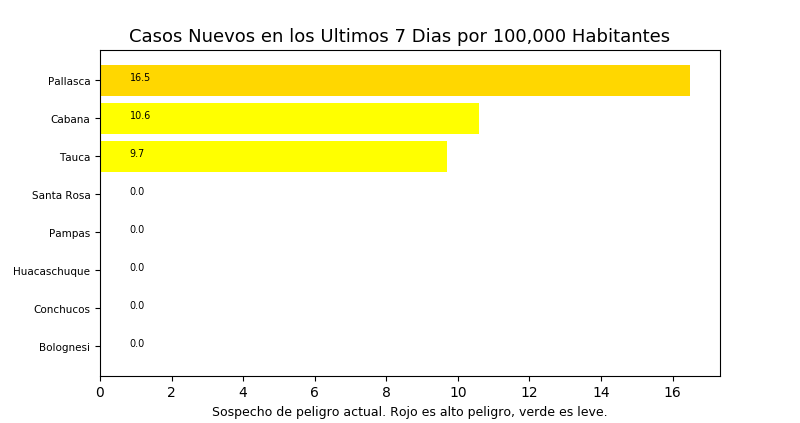 Casos Nuevos en los Ultimos 7 Dias por 100,000 Habitantes
Pallasca 16.5
Cabana 10.6
Tauca 9.7
Santa Rosa 0.0
Pampas 0.0
Huacaschuque 0.0
Conchucos 0.0
Bolognesi 0.0
0 2 4 6 8 10 12 14 16
Sospecho de peligro actual. Rojo es alto peligro, verde es leve.